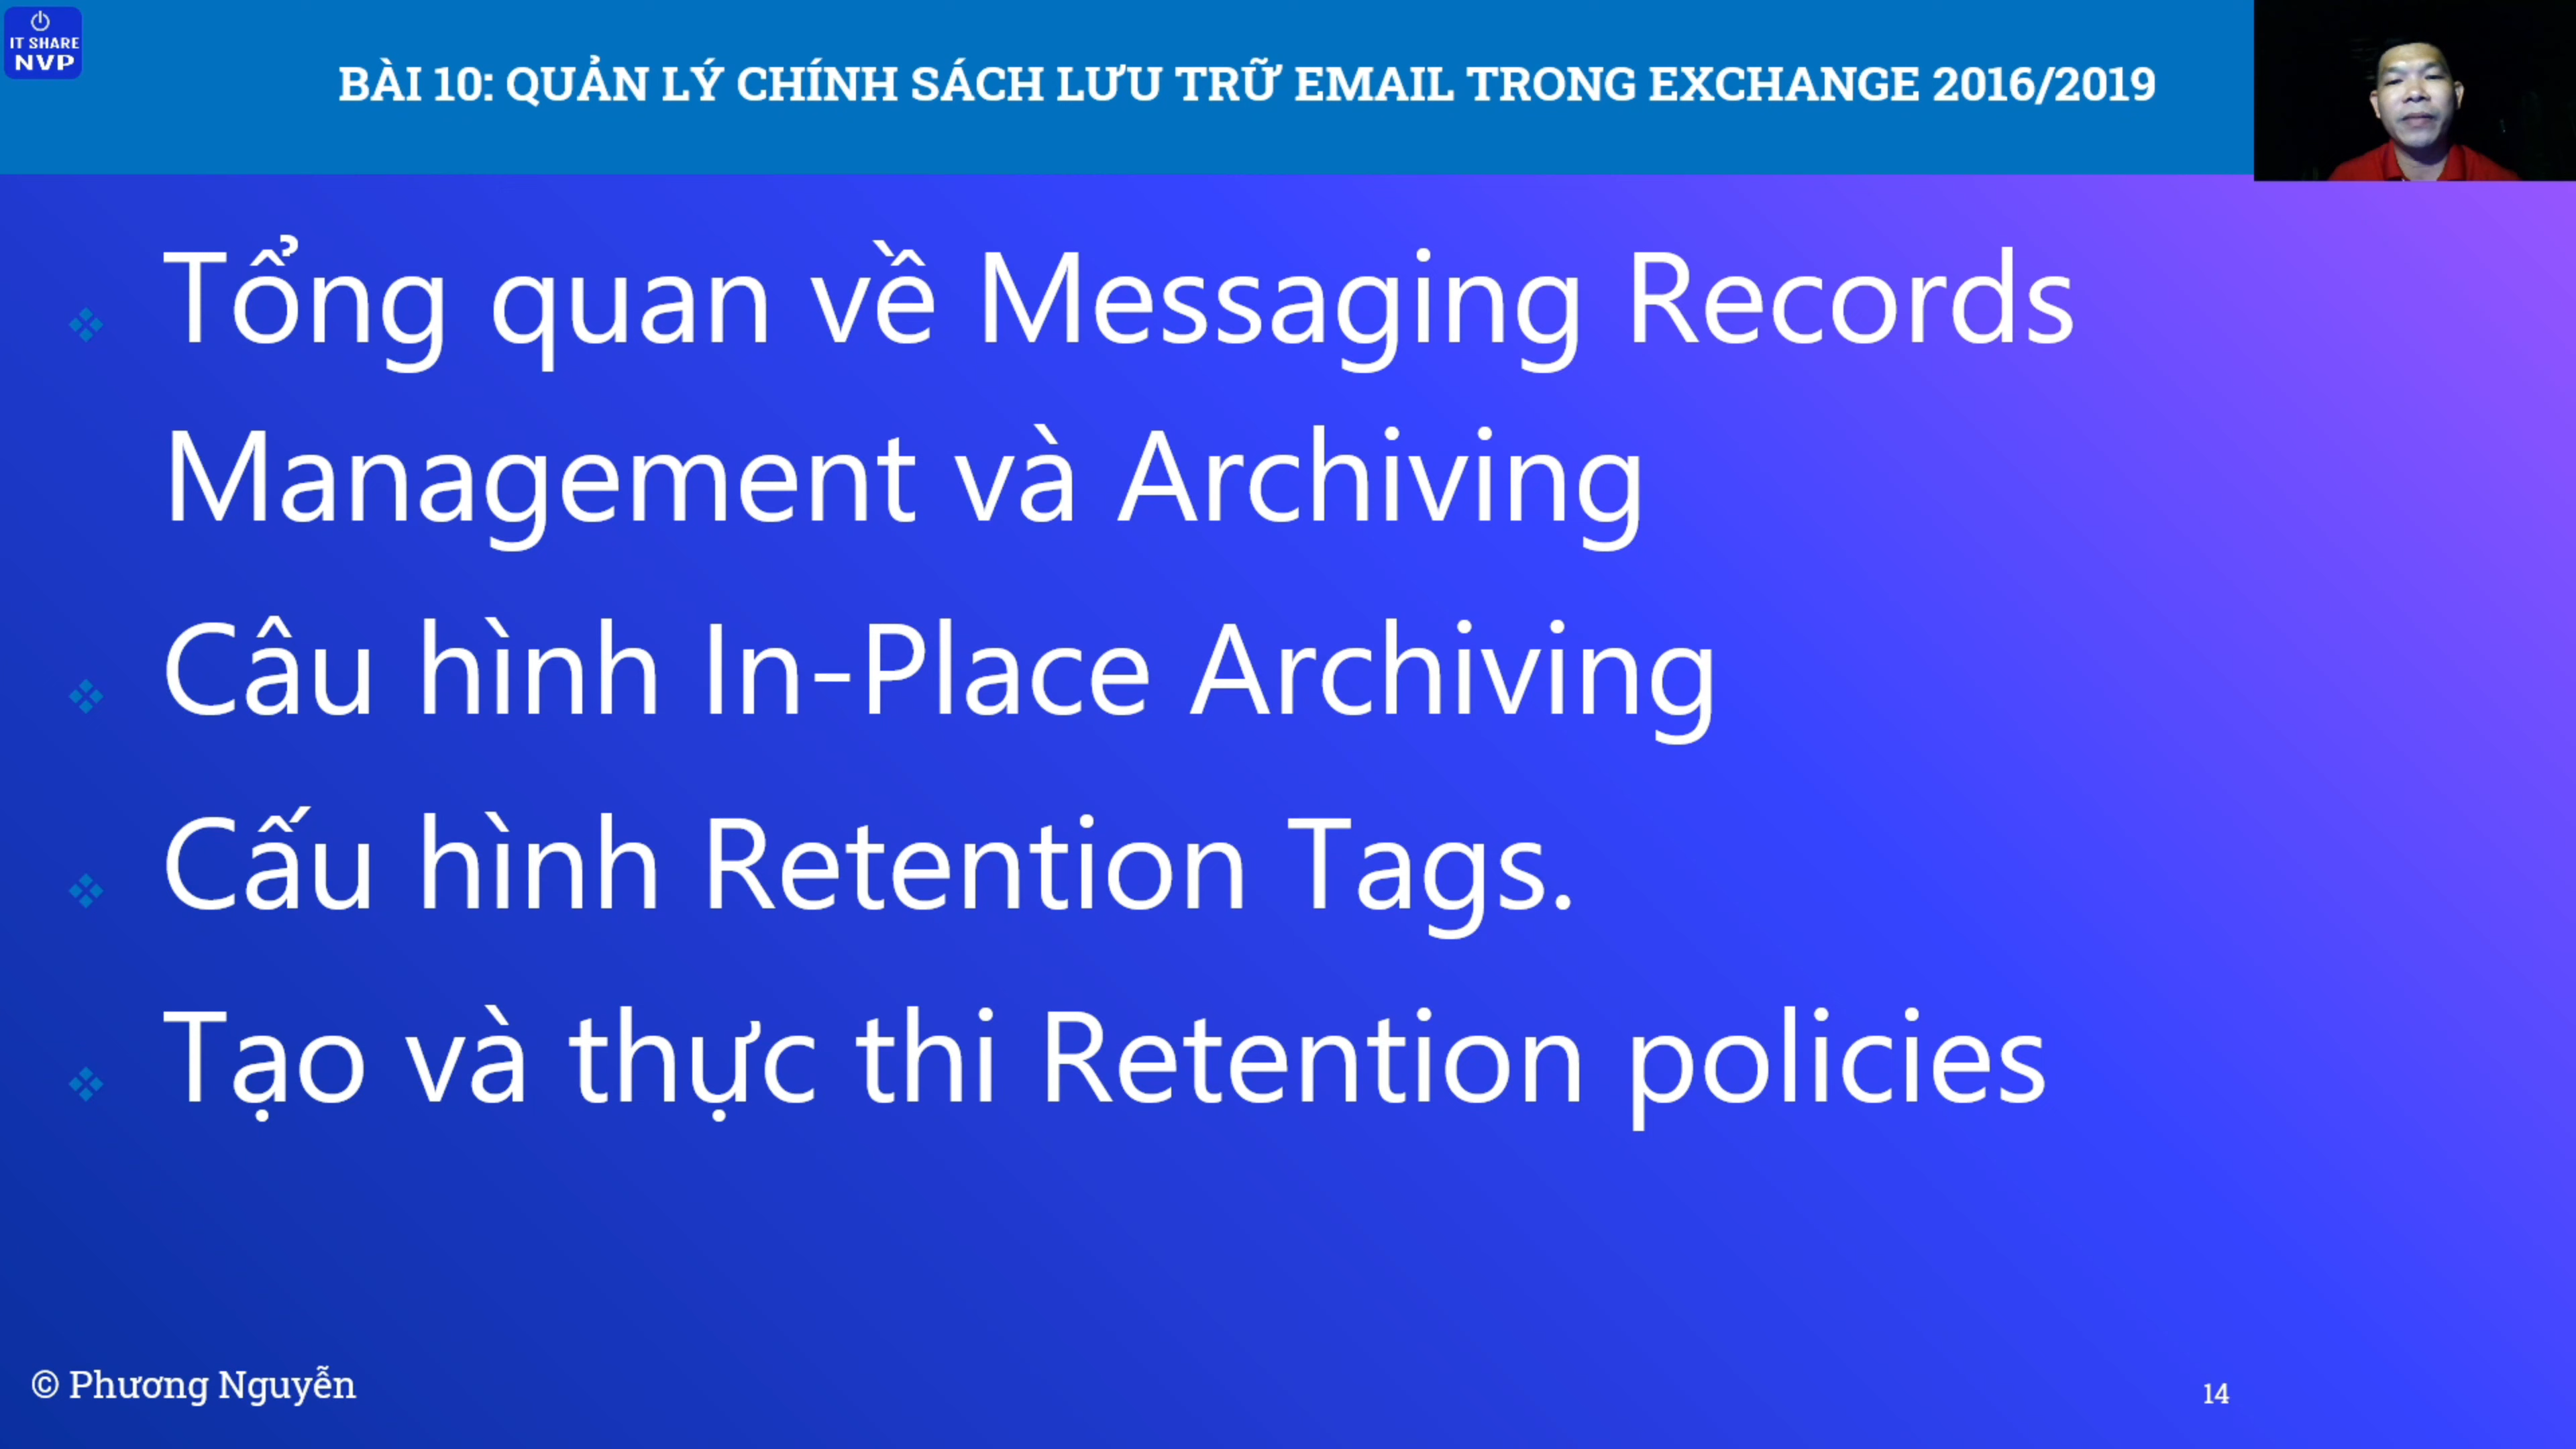 IT SHARE
NVP
BÀI 10: QUẢN LÝ CHÍNH SÁCH LƯU TRỮ EMAIL TRONG EXCHANGE 2016/2019
Tổng quan về Messaging Records
Management và Archiving
Câu hình In-Place Archiving
Cấu hình Retention Tags.
Tạo và thực thi Retention policies
© Phương Nguyễn
14